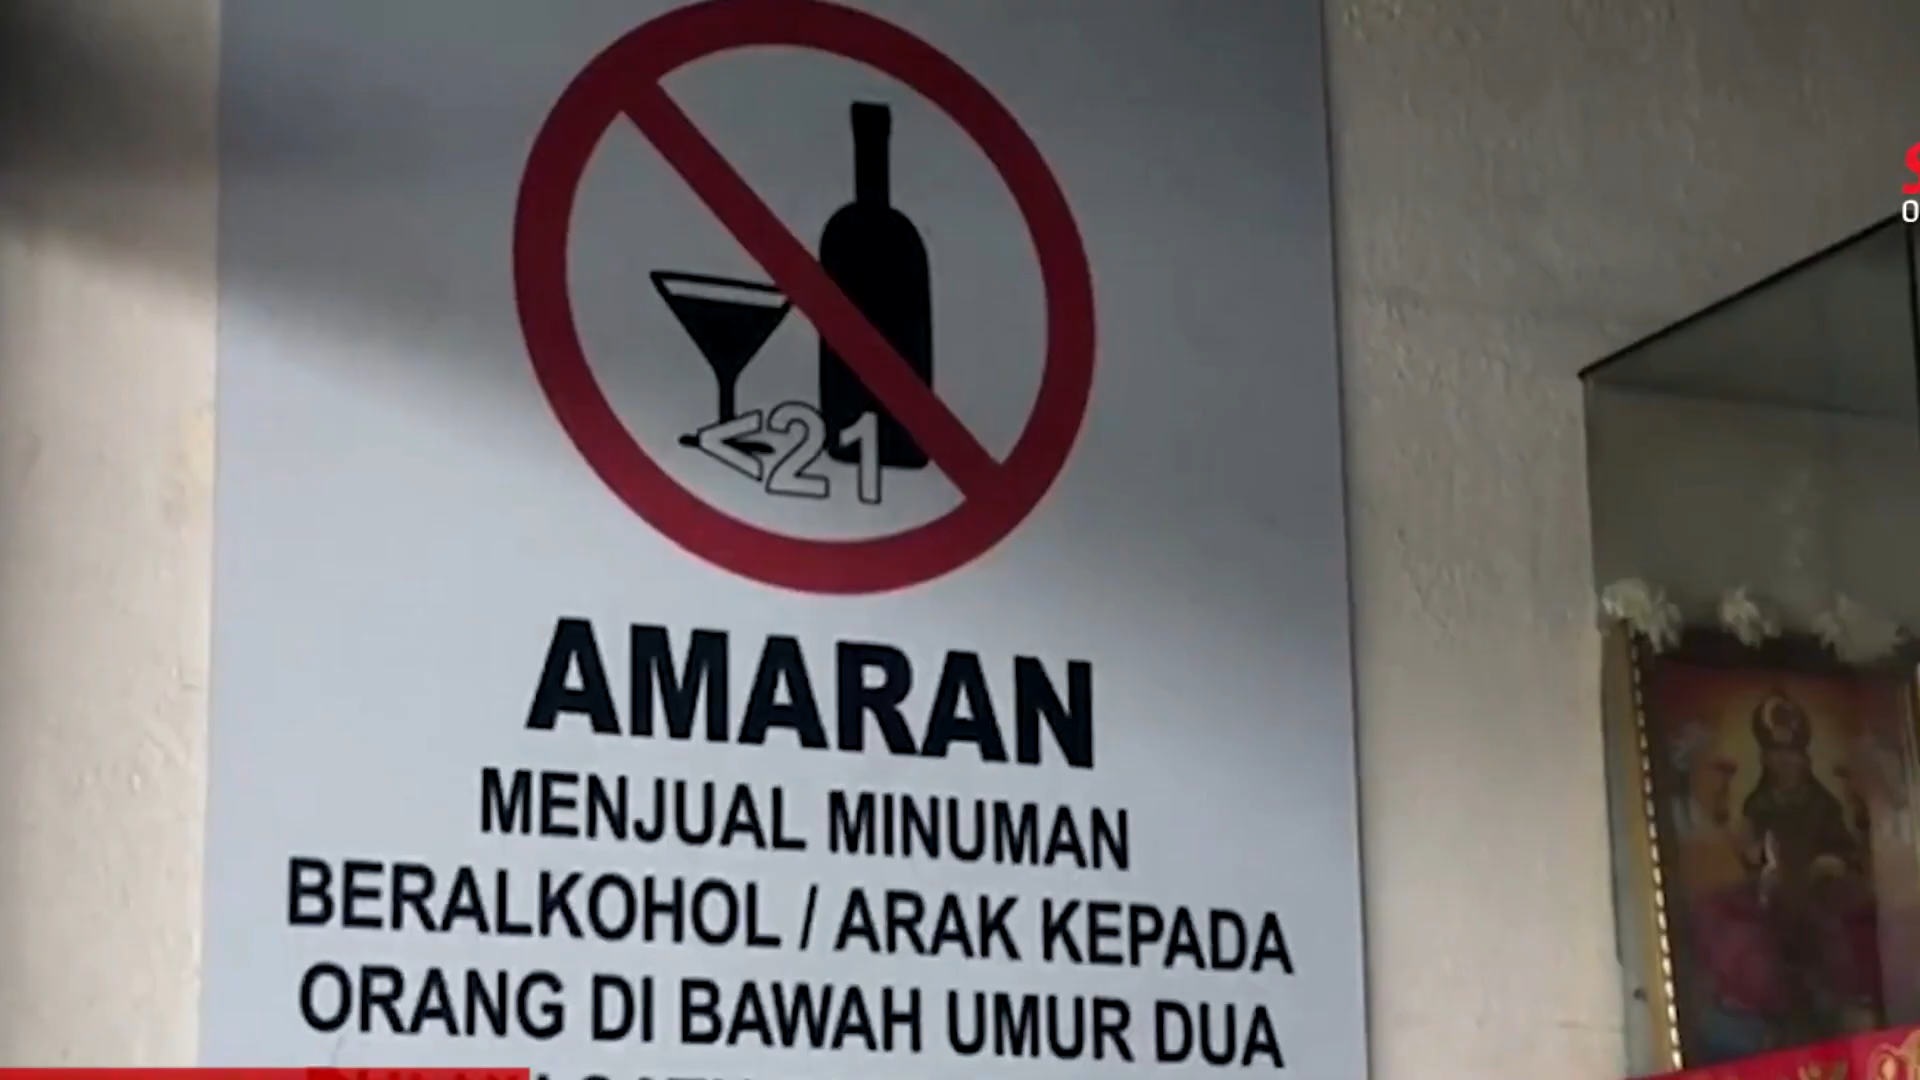 <21
AMARAN
MENJUAL MINUMAN
BERALKOHOL / ARAK KEPADA
ORANG DI BAWAH UMUR DUA